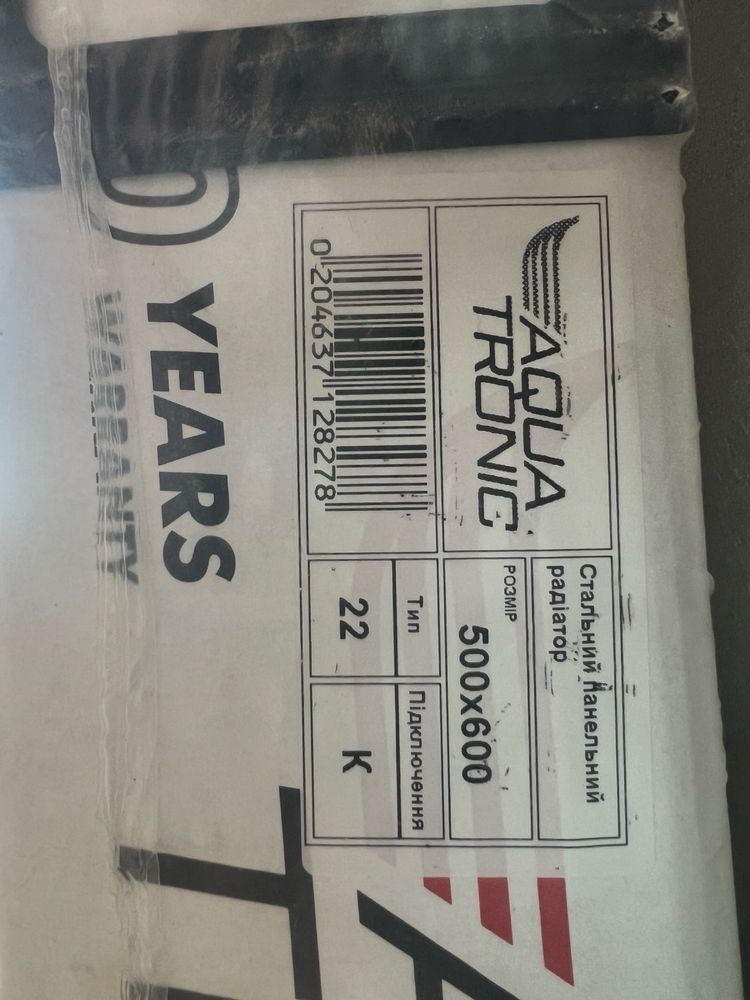 AQUA
TRONIC
Стальний панельний
радіатор
РОЗМІР
500x600
0 204637 128278
Тип
22
Підключення
К
YEARS
WARRANTY